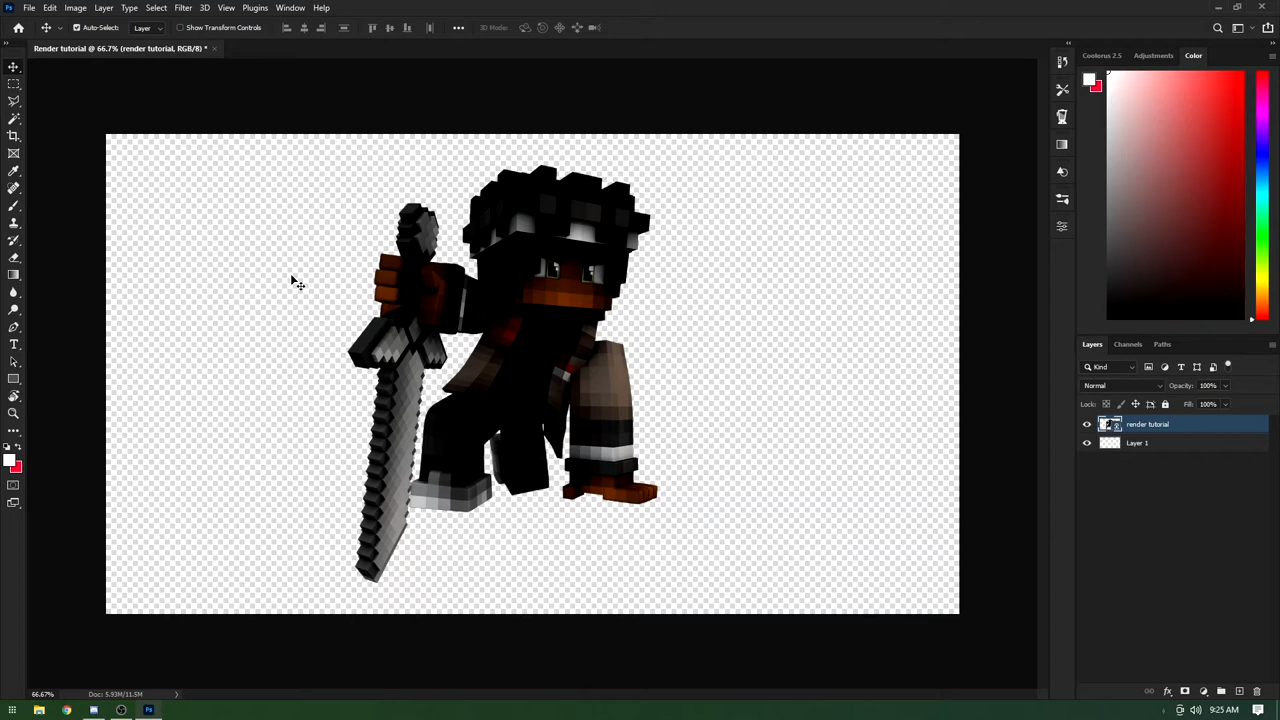 Ps File Edit Image Layer Type Select Filter 3D View Plugins Window Help
Auto-Select: Layer Show Transform Controls 3D Mode:
Render tutorial @ 66.7% (render tutorial, RGB/8) *
Coolorus 2.5 Adjustments Color
Layers Channels Paths
Kind
Normal Opacity: 100%
Lock: Fill: 100%
render tutorial
Layer 1
fx
66.67% Doc: 5.93M/11.5M
Ps 9:25 AM